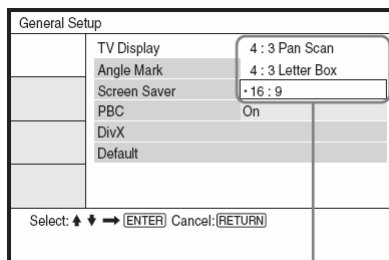 General Setup
TV Display 4 : 3 Pan Scan
Angle Mark 4 : 3 Letter Box
Screen Saver · 16 : 9
PBC On
DivX
Default
Select: ↑ ↓ → ENTER Cancel: RETURN